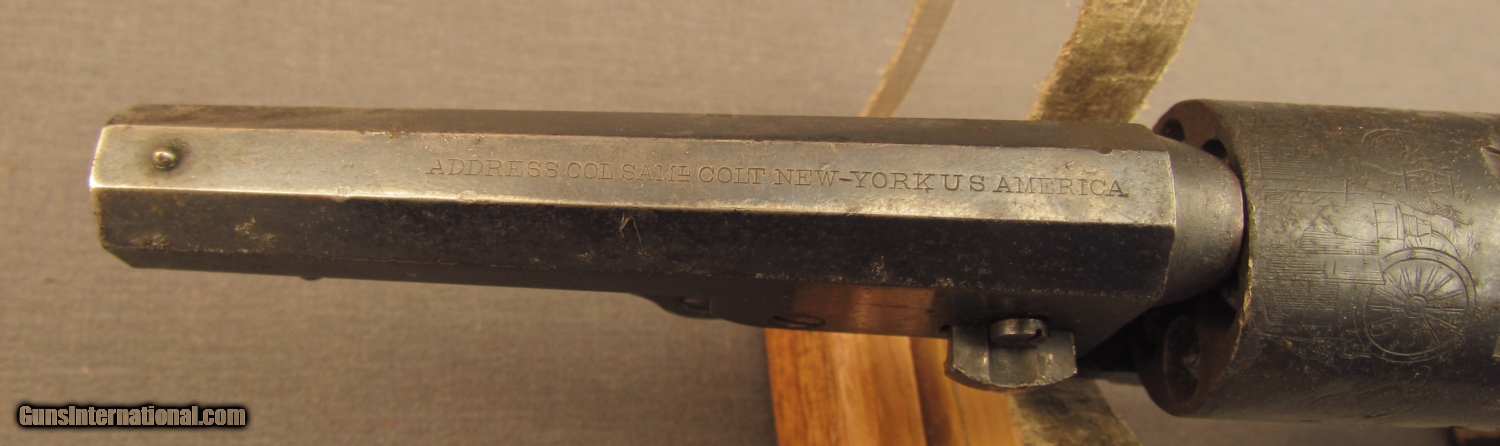 ADDRESS COL SAML COLT NEW-YORK U S AMERICA
GunsInternational.com